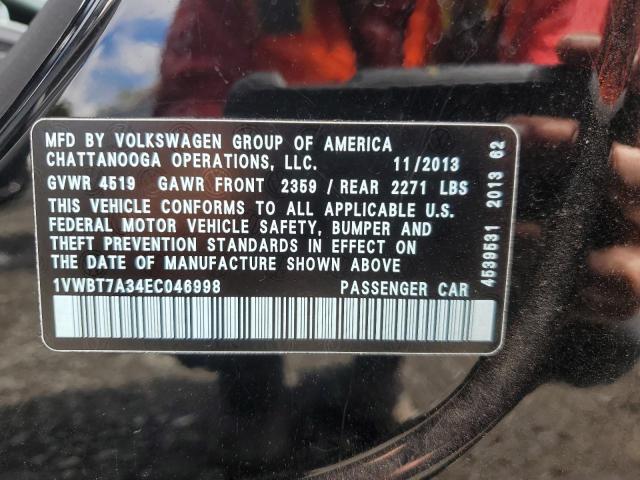 MFD BY VOLKSWAGEN GROUP OF AMERICA
CHATTANOOGA OPERATIONS, LLC. 11/2013
GVWR 4519 GAWR FRONT 2359 / REAR 2271 LBS
THIS VEHICLE CONFORMS TO ALL APPLICABLE U.S.
FEDERAL MOTOR VEHICLE SAFETY, BUMPER AND
THEFT PREVENTION STANDARDS IN EFFECT ON
THE DATE OF MANUFACTURE SHOWN ABOVE
1VWBT7A34EC046998 PASSENGER CAR
4539531 2013 62